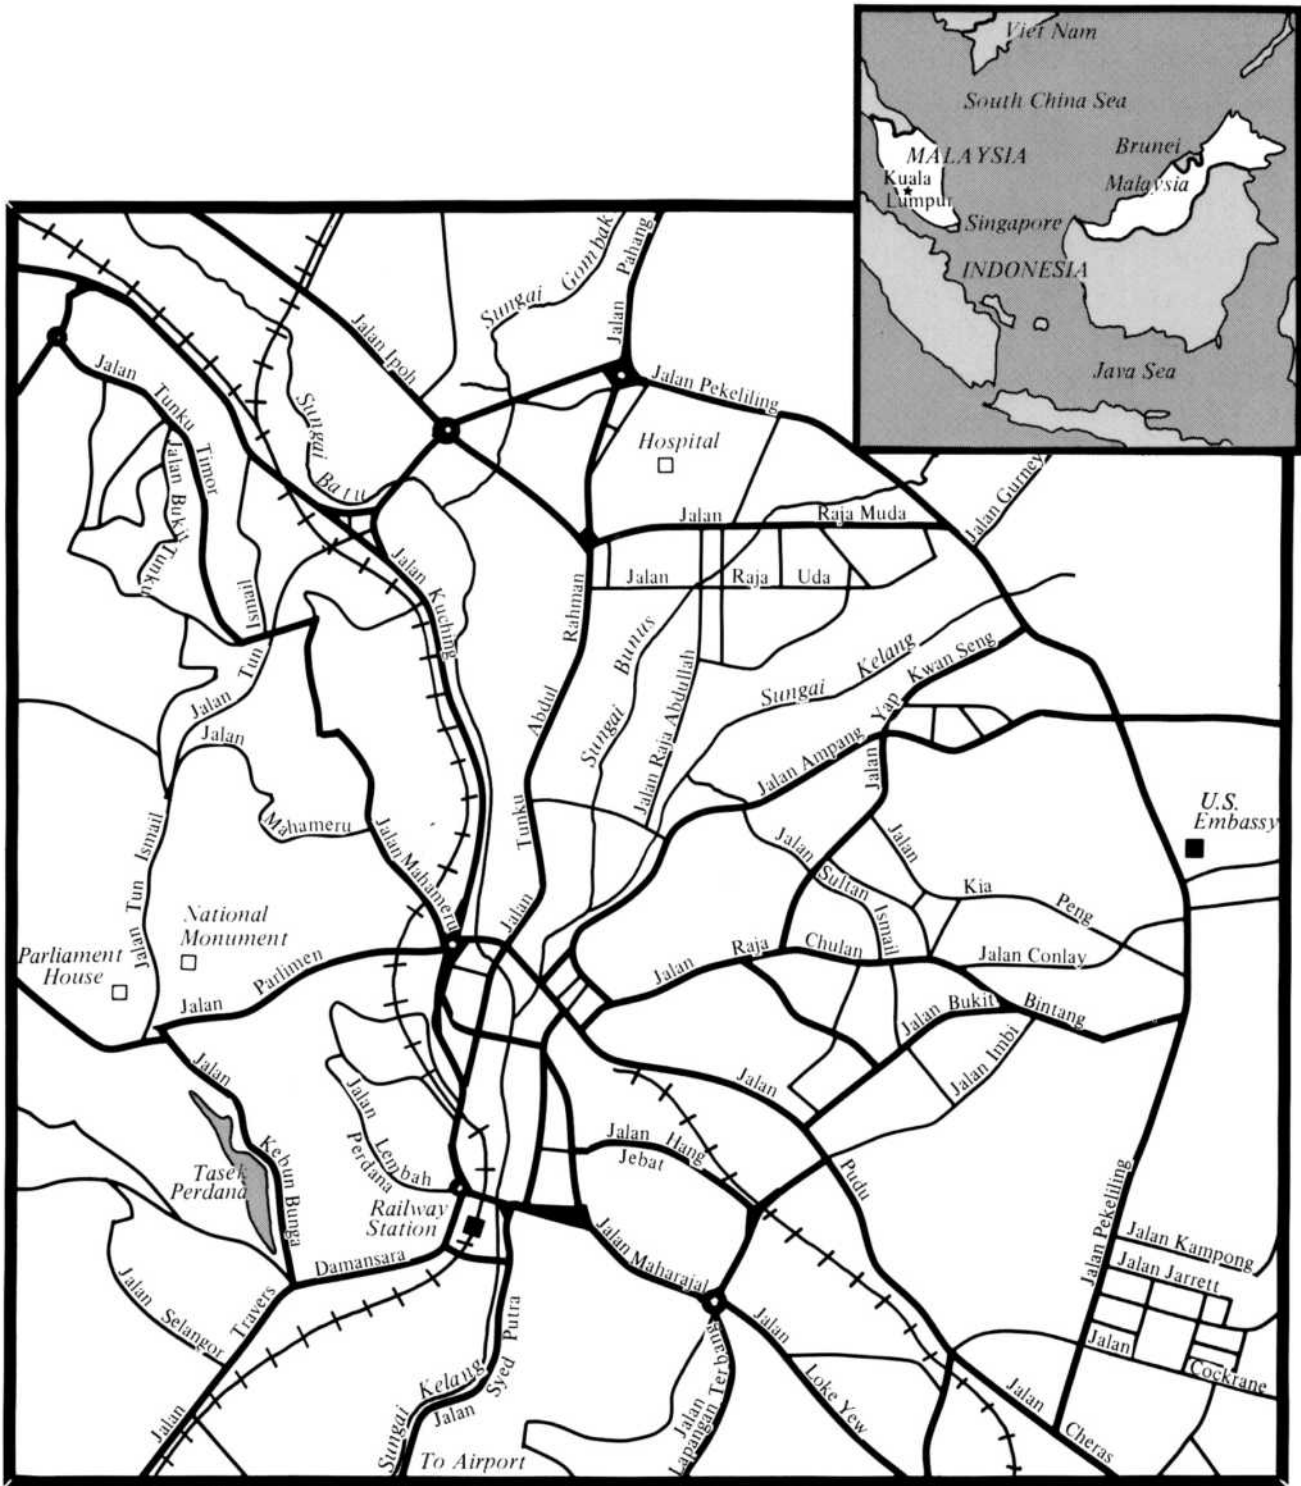 Viet Nam
South China Sea
MALAYSIA
Brunei
Malaysia
Kuala
Lumpur
Singapore
INDONESIA
Java Sea
Sungai Gombak
Jalan Pahang
Jalan Ipoh
Jalan Pekeliling
Jalan Tunku Timor
Jalan Bukit Tunku
Sungai Batu
Hospital
Jalan Gurney
Jalan Raja Muda
Jalan Raja Uda
Jalan Kuching
Jalan Tun Ismail
Jalan Tunku Abdul Rahman
Sungai Bunus
Jalan Raja Abdullah
Sungai Kelang
Jalan Yap Kwan Seng
Jalan Ampang
Jalan Mahameru
Jalan Mahameru
Jalan Tun Ismail
U.S.
Embassy
Jalan Sultan Ismail
Jalan Kia Peng
National
Monument
Parliament
House
Jalan Parlimen
Jalan Raja Chulan
Jalan Conlay
Jalan Bukit Bintang
Jalan Imbi
Jalan Kebun Bunga
Jalan Lembah
Perdana
Tasek
Perdana
Jalan Hang
Jebat
Jalan Pudu
Railway
Station
Damansara
Jalan Maharajal
Jalan Pekeliling
Jalan Kampong
Jalan Jarrett
Jalan Cockrane
Jalan Selangor
Jalan Travers
Sungai Kelang
Jalan Syed Putra
To Airport
Jalan
Lapangan Terbang
Jalan Loke Yew
Jalan Cheras